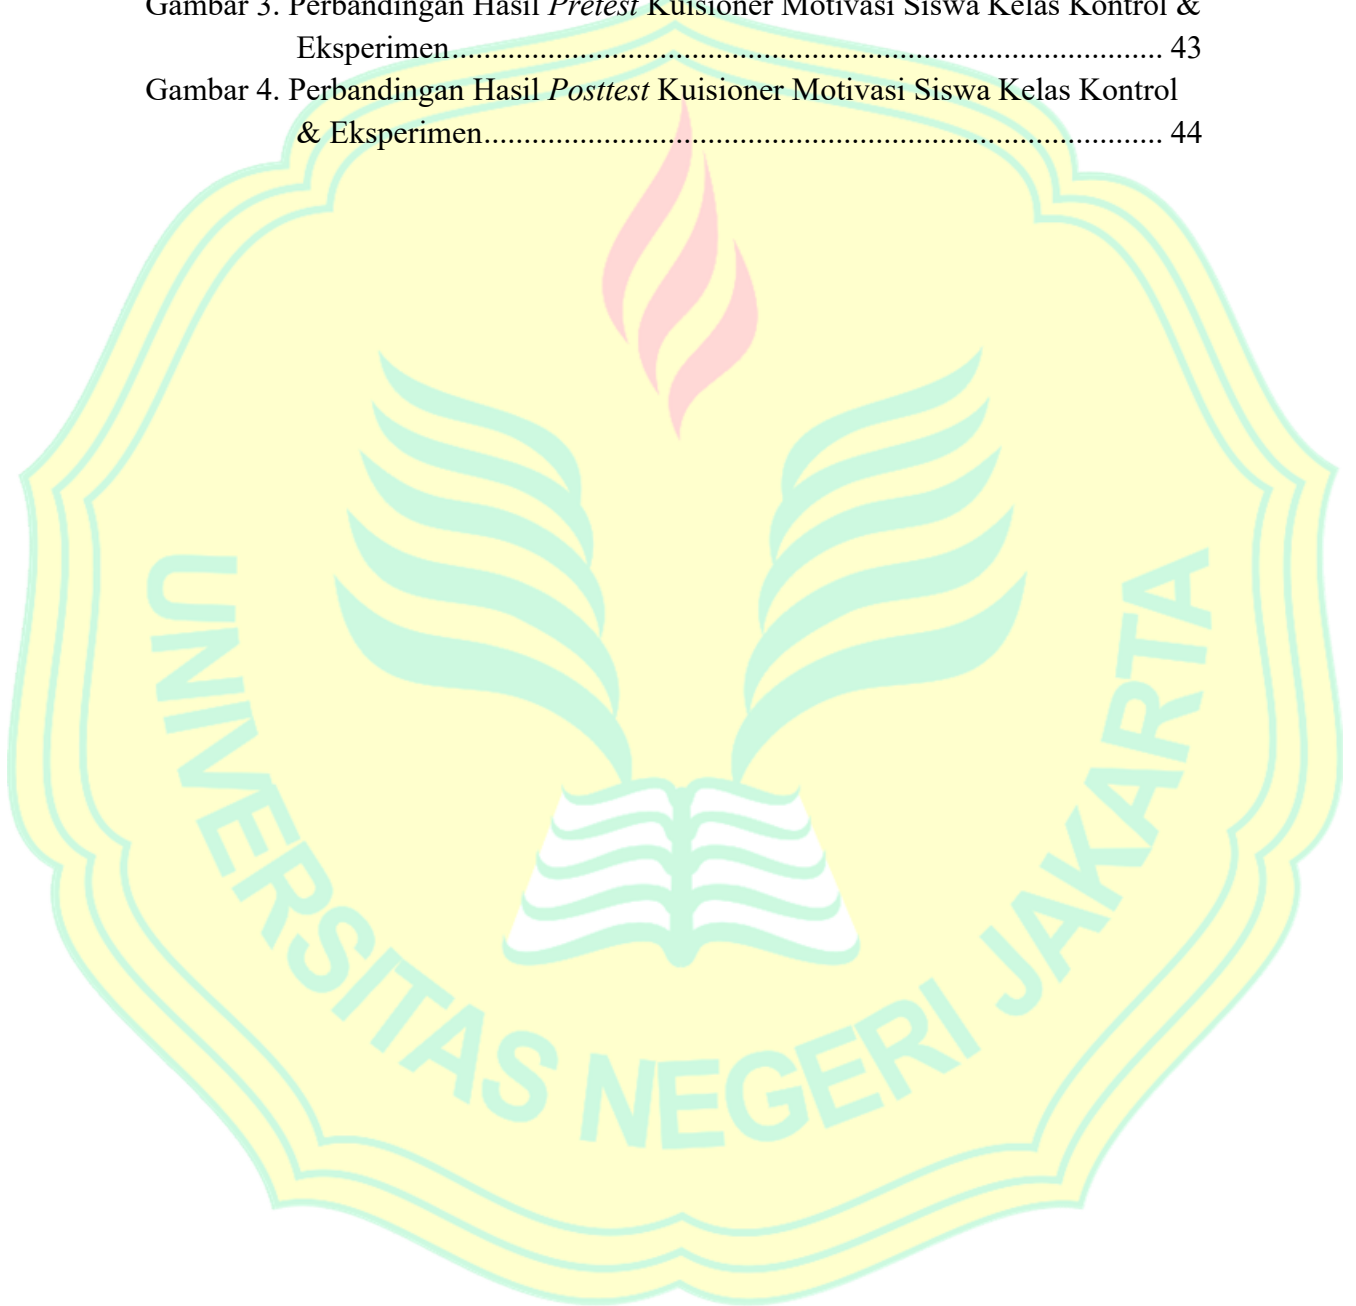 Gambar 3. Perbandingan Hasil Pretest Kuisioner Motivasi Siswa Kelas Kontrol &
Eksperimen........................................................................................ 43
Gambar 4. Perbandingan Hasil Posttest Kuisioner Motivasi Siswa Kelas Kontrol
& Eksperimen.................................................................................... 44
UNIVERSITAS NEGERI JAKARTA